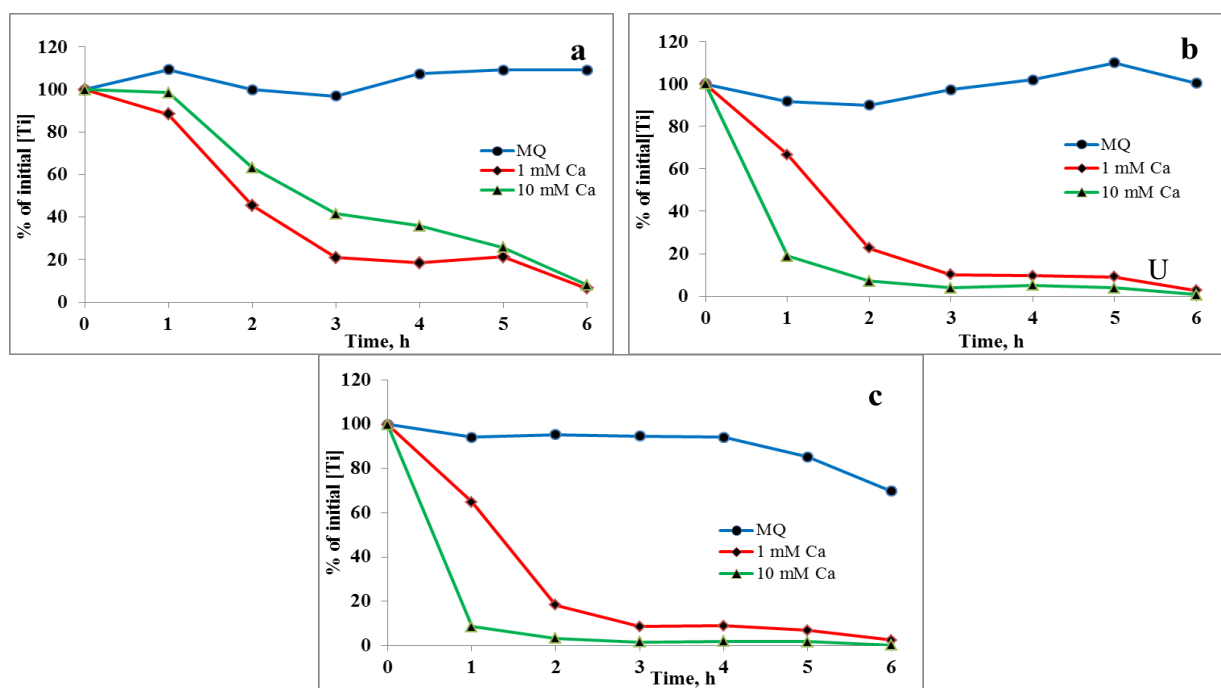 a
% of initial [Ti]
120
100
80
60
40
20
0
MQ
1 mM Ca
10 mM Ca
0 1 2 3 4 5 6
Time, h
b
% of initial[Ti]
120
100
80
60
40
20
0
MQ
1 mM Ca
10 mM Ca
U
0 1 2 3 4 5 6
Time, h
c
% of initial [Ti]
120
100
80
60
40
20
0
MQ
1 mM Ca
10 mM Ca
0 1 2 3 4 5 6
Time, h